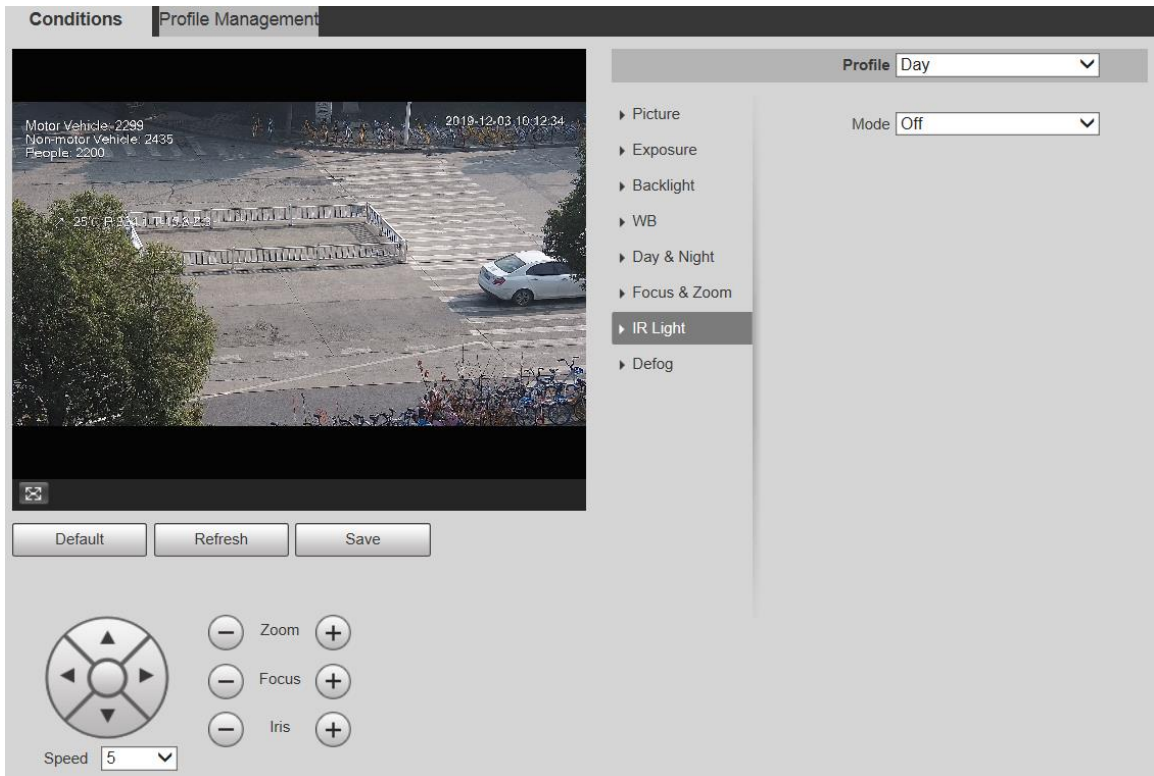 Conditions
Profile Management
Profile Day
Motor Vehicle: 2299
Non-motor Vehicle: 2435
People: 2200
2019-12-03 10:12:34
25℃
Picture
Exposure
Backlight
WB
Day & Night
Focus & Zoom
IR Light
Defog
Mode Off
Default
Refresh
Save
Zoom
Focus
Iris
Speed 5